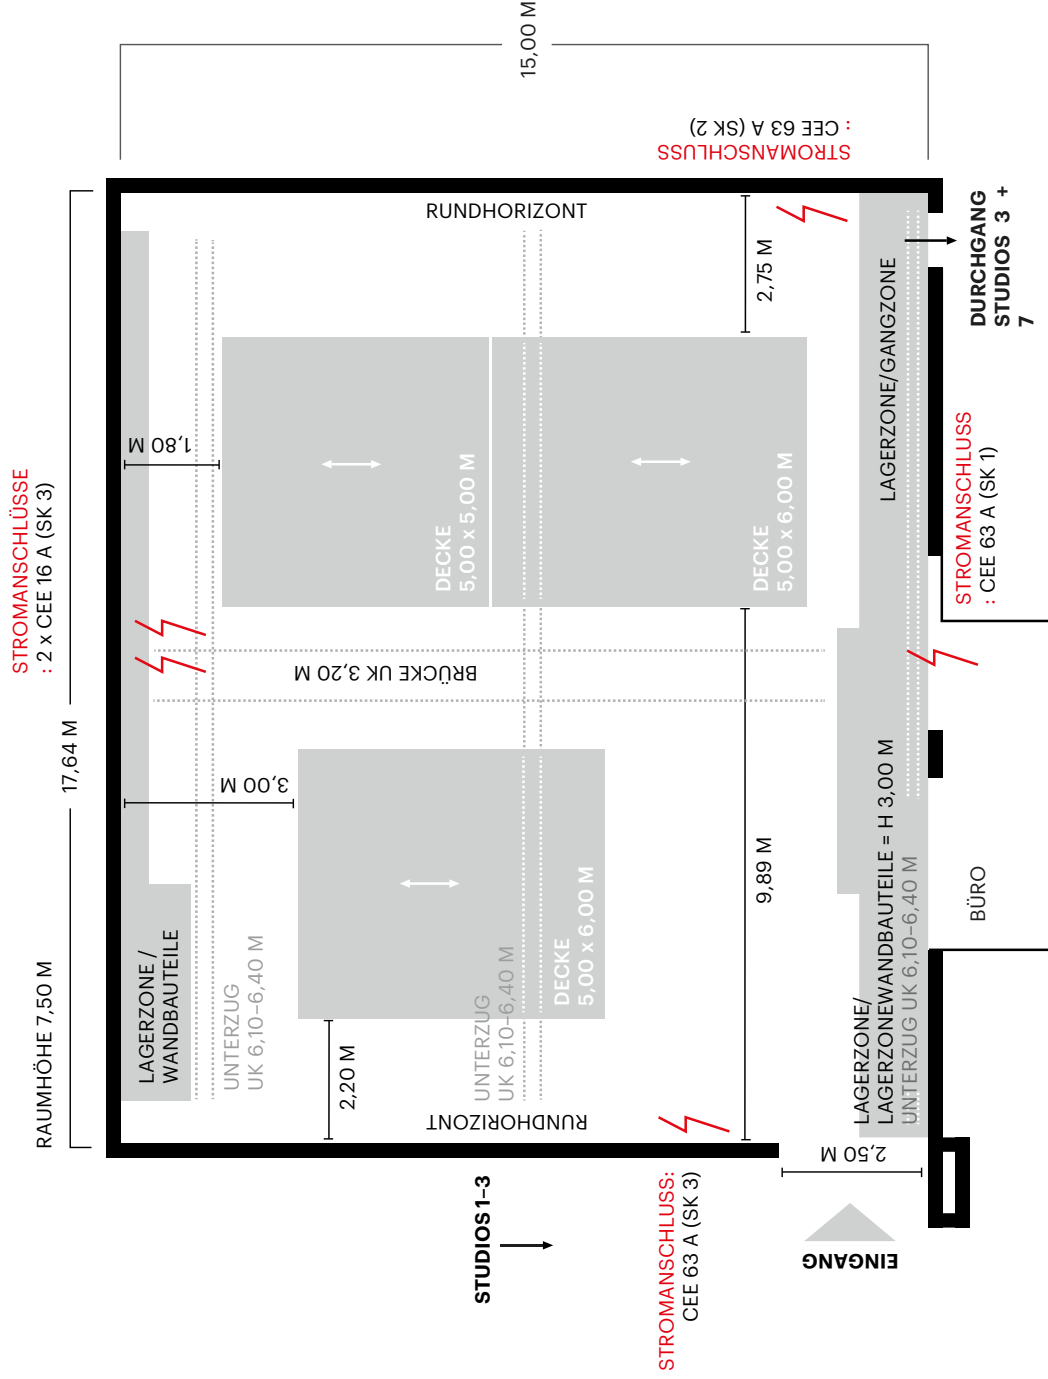 15,00 M
STROMANSCHLUSS
: CEE 63 A (SK 2)
RUNDHORIZONT
2,75 M
DURCHGANG
STUDIOS 3 +
7
LAGERZONE/GANGZONE
1,80 M
DECKE
5,00 x 5,00 M
DECKE
5,00 x 6,00 M
STROMANSCHLÜSSE
: 2 x CEE 16 A (SK 3)
STROMANSCHLUSS
: CEE 63 A (SK 1)
BRÜCKE UK 3,20 M
17,64 M
3,00 M
9,89 M
BÜRO
RAUMHÖHE 7,50 M
LAGERZONE /
WANDBAUTEILE
UNTERZUG
UK 6,10–6,40 M
UNTERZUG
UK 6,10–6,40 M
DECKE
5,00 x 6,00 M
LAGERZONE/
LAGERZONEWANDBAUTEILE = H 3,00 M
UNTERZUG UK 6,10–6,40 M
2,20 M
RUNDHORIZONT
2,50 M
STUDIOS 1–3
STROMANSCHLUSS:
CEE 63 A (SK 3)
EINGANG